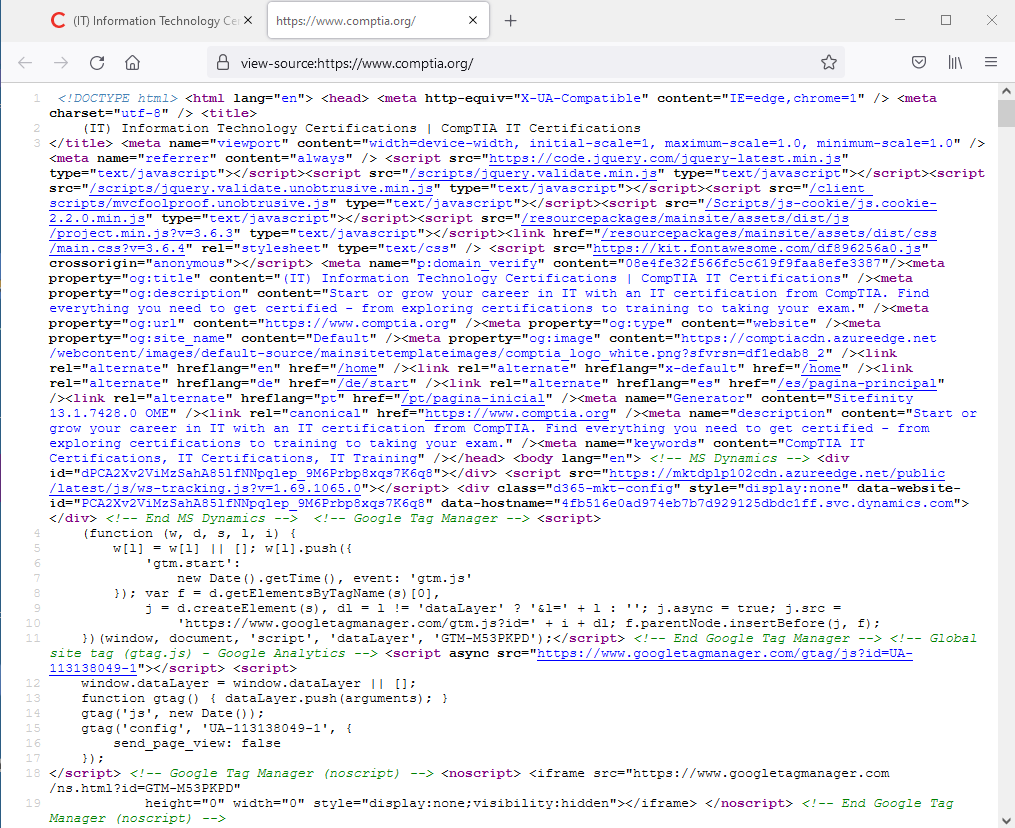 (IT) Information Technology Ce
https://www.comptia.org/
view-source:https://www.comptia.org/
1 <!DOCTYPE html> <html lang="en"> <head> <meta http-equiv="X-UA-Compatible" content="IE=edge,chrome=1" /> <meta
charset="utf-8" /> <title>
2 (IT) Information Technology Certifications | CompTIA IT Certifications
3 </title> <meta name="viewport" content="width=device-width, initial-scale=1, maximum-scale=1.0, minimum-scale=1.0" />
<meta name="referrer" content="always" /> <script src="https://code.jquery.com/jquery-latest.min.js"
type="text/javascript"></script><script src="/scripts/jquery.validate.min.js" type="text/javascript"></script><script
src="/scripts/jquery.validate.unobtrusive.min.js" type="text/javascript"></script><script src="/client_
scripts/mvcfoolproof.unobtrusive.js" type="text/javascript"></script><script src="/Scripts/js-cookie/js.cookie-
2.2.0.min.js" type="text/javascript"></script><script src="/resourcepackages/mainsite/assets/dist/js
/project.min.js?v=3.6.3" type="text/javascript"></script><link href="/resourcepackages/mainsite/assets/dist/css
/main.css?v=3.6.4" rel="stylesheet" type="text/css" /> <script src="https://kit.fontawesome.com/df896256a0.js"
crossorigin="anonymous"></script> <meta name="p:domain_verify" content="08e4fe32f566fc5c619f9faa8efe3387"/><meta
property="og:title" content="(IT) Information Technology Certifications | CompTIA IT Certifications" /><meta
property="og:description" content="Start or grow your career in IT with an IT certification from CompTIA. Find
everything you need to get certified - from exploring certifications to training to taking your exam." /><meta
property="og:url" content="https://www.comptia.org" /><meta property="og:type" content="website" /><meta
property="og:site_name" content="Default" /><meta property="og:image" content="https://comptiacdn.azureedge.net
/webcontent/images/default-source/mainsitetemplateimages/comptia_logo_white.png?sfvrsn=df1edab8_2" /><link
rel="alternate" hreflang="en" href="/home" /><link rel="alternate" hreflang="x-default" href="/home" /><link
rel="alternate" hreflang="de" href="/de/start" /><link rel="alternate" hreflang="es" href="/es/pagina-principal"
/><link rel="alternate" hreflang="pt" href="/pt/pagina-inicial" /><meta name="Generator" content="Sitefinity
13.1.7428.0 OME" /><link rel="canonical" href="https://www.comptia.org" /><meta name="description" content="Start or
grow your career in IT with an IT certification from CompTIA. Find everything you need to get certified - from
exploring certifications to training to taking your exam." /><meta name="keywords" content="CompTIA IT
Certifications, IT Certifications, IT Training" /></head> <body lang="en"> <!-- MS Dynamics --> <div
id="dPCA2Xv2ViMzSahA85lfNNpqlep_9M6Prbp8xqs7K6q8"></div> <script src="https://mktdplp102cdn.azureedge.net/public
/latest/js/ws-tracking.js?v=1.69.1065.0"></script> <div class="d365-mkt-config" style="display:none" data-website-
id="PCA2Xv2ViMzSahA85lfNNpqlep_9M6Prbp8xqs7K6q8" data-hostname="4fb516e0ad974eb7b7d929125dbdc1ff.svc.dynamics.com">
</div> <!-- End MS Dynamics -->  <!-- Google Tag Manager --> <script>
4 (function (w, d, s, l, i) {
5 w[l] = w[l] || []; w[l].push({
6 'gtm.start':
7 new Date().getTime(), event: 'gtm.js'
8 }); var f = d.getElementsByTagName(s)[0],
9 j = d.createElement(s), dl = l != 'dataLayer' ? '&l=' + l : ''; j.async = true; j.src =
10 'https://www.googletagmanager.com/gtm.js?id=' + i + dl; f.parentNode.insertBefore(j, f);
11 })(window, document, 'script', 'dataLayer', 'GTM-M53PKPD');</script> <!-- End Google Tag Manager --> <!-- Global
site tag (gtag.js) - Google Analytics --> <script async src="https://www.googletagmanager.com/gtag/js?id=UA-
113138049-1"></script> <script>
12 window.dataLayer = window.dataLayer || [];
13 function gtag() { dataLayer.push(arguments); }
14 gtag('js', new Date());
15 gtag('config', 'UA-113138049-1', {
16 send_page_view: false
17 });
18 </script> <!-- Google Tag Manager (noscript) --> <noscript> <iframe src="https://www.googletagmanager.com
/ns.html?id=GTM-M53PKPD"
19 height="0" width="0" style="display:none;visibility:hidden"></iframe> </noscript> <!-- End Google Tag
Manager (noscript) -->